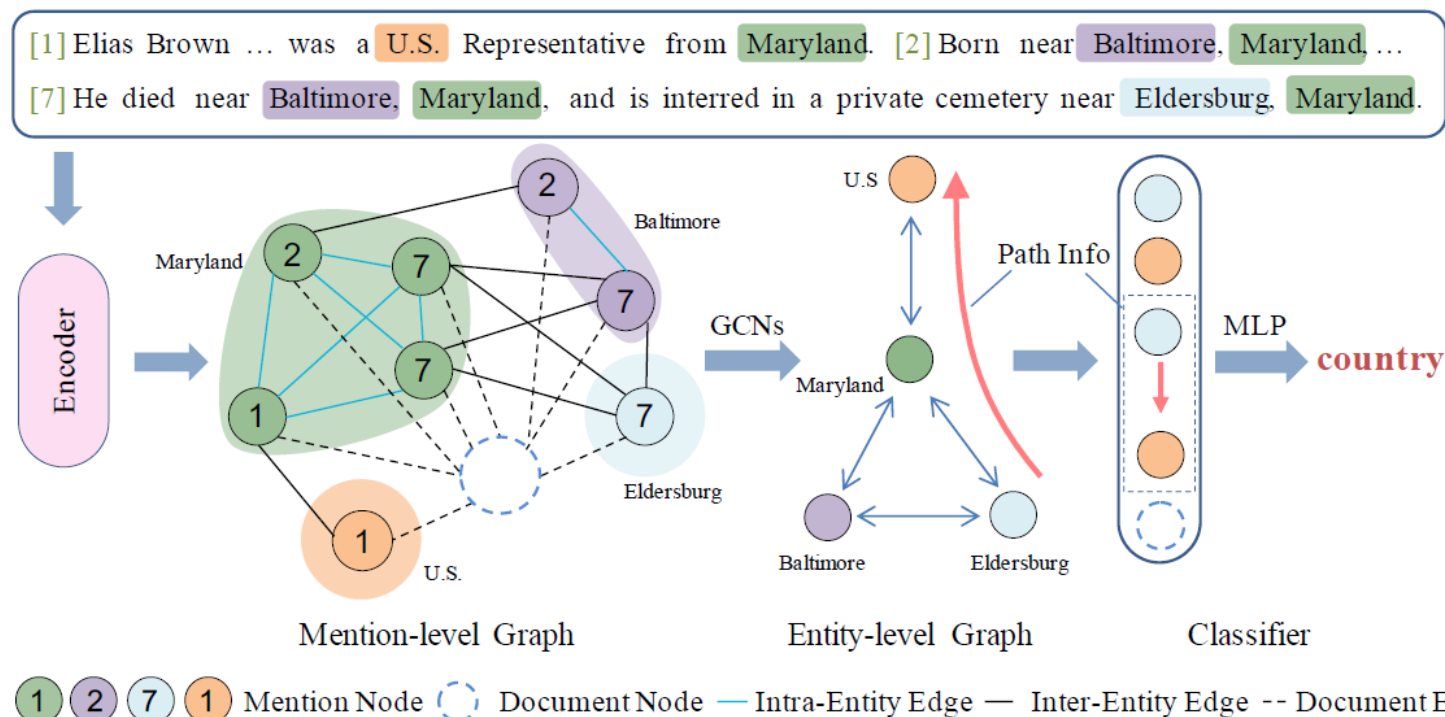 [1] Elias Brown … was a U.S. Representative from Maryland. [2] Born near Baltimore, Maryland, …
[7] He died near Baltimore, Maryland, and is interred in a private cemetery near Eldersburg, Maryland.
Encoder
Maryland
2
7
7
1
2
7
Baltimore
7
Eldersburg
1
U.S.
Mention-level Graph
GCNs
U.S
Maryland
Baltimore
Eldersburg
Entity-level Graph
Path Info
Classifier
MLP
country
1 2 7 1 Mention Node Document Node Intra-Entity Edge Inter-Entity Edge Document E